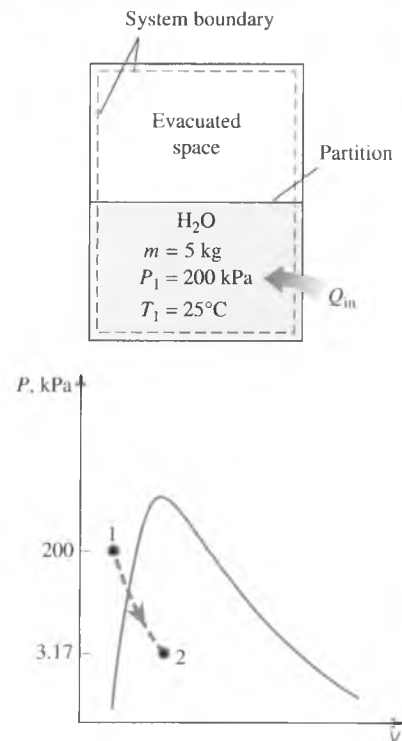 System boundary
Evacuated
space
Partition
H₂O
m = 5 kg
P₁ = 200 kPa
Qᵢₙ
T₁ = 25°C
P, kPa
1
200
3.17
2
V